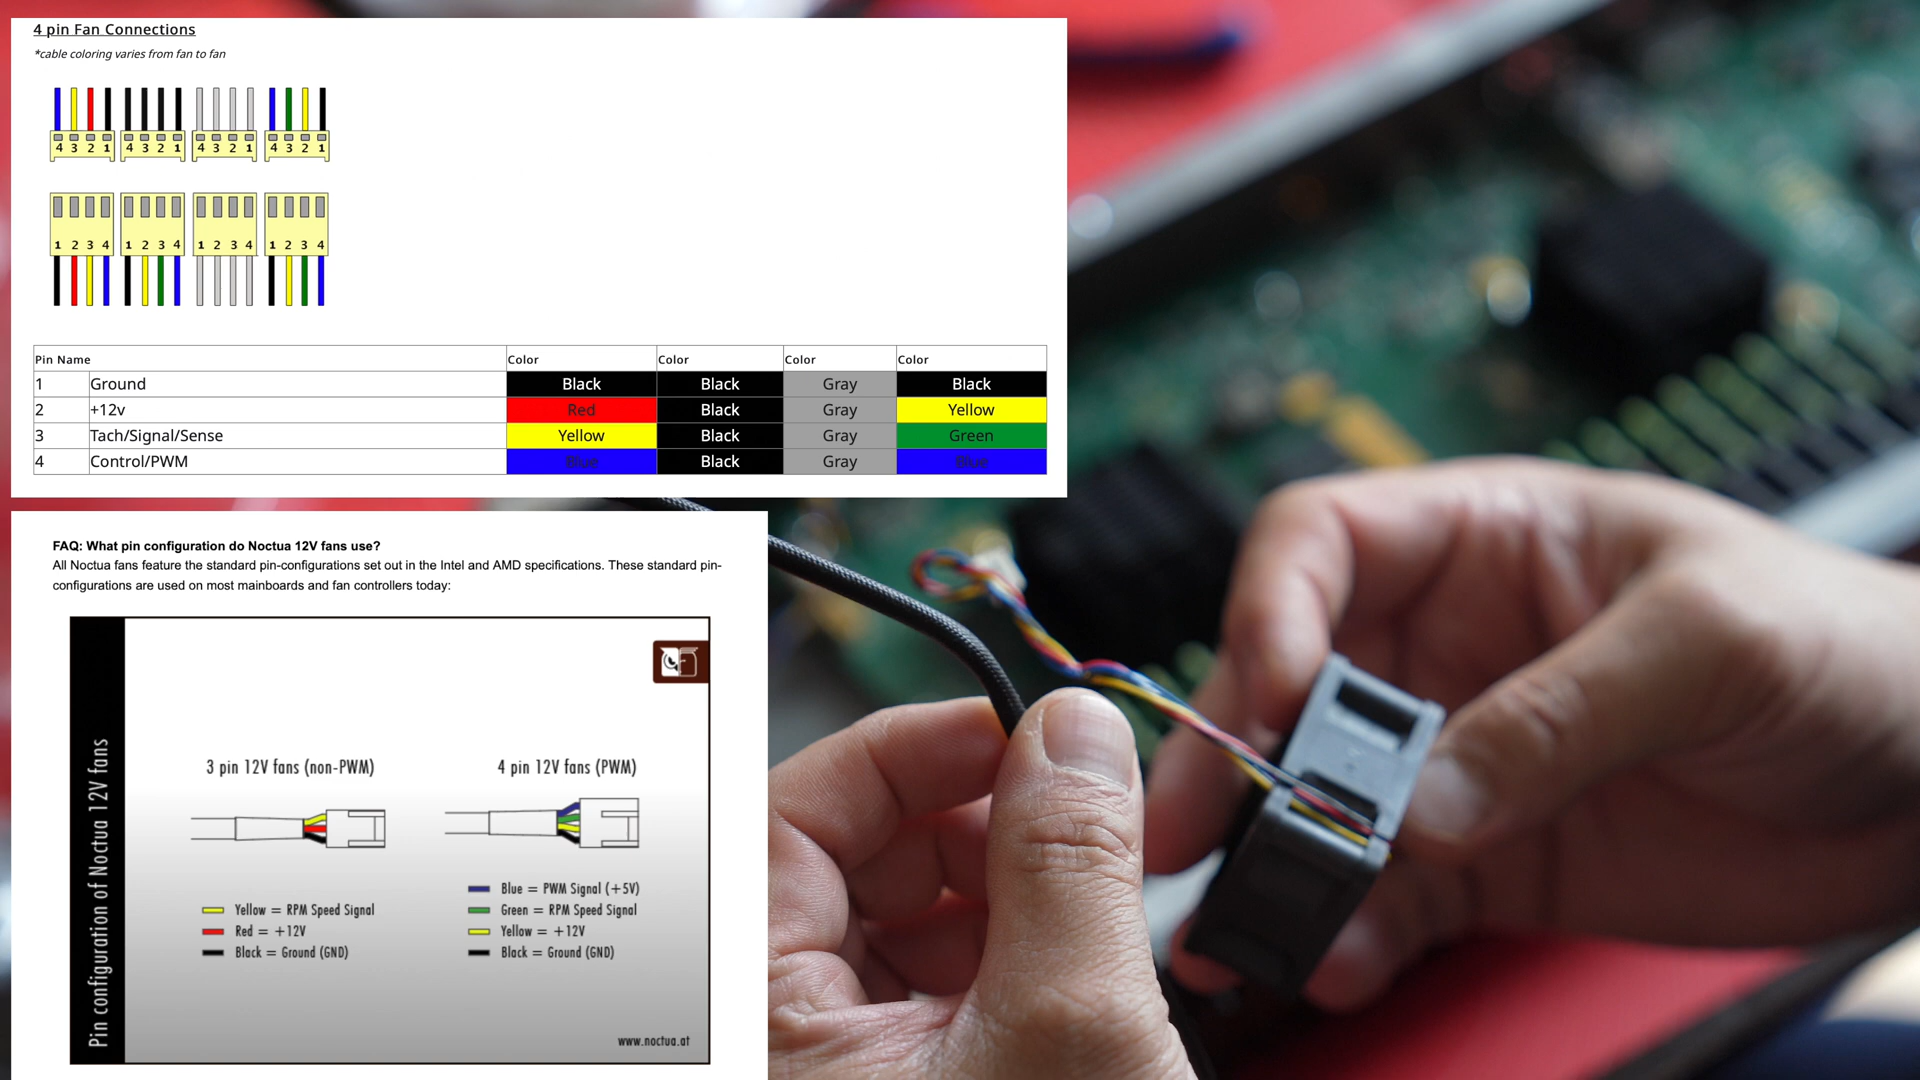 4 pin Fan Connections
*cable coloring varies from fan to fan
4 3 2 1 4 3 2 1 4 3 2 1 4 3 2 1
1 2 3 4 1 2 3 4 1 2 3 4 1 2 3 4
Pin Name Color Color Color Color
1 Ground Black Black Gray Black
2 +12v Red Black Gray Yellow
3 Tach/Signal/Sense Yellow Black Gray Green
4 Control/PWM Blue Black Gray Blue
FAQ: What pin configuration do Noctua 12V fans use?
All Noctua fans feature the standard pin-configurations set out in the Intel and AMD specifications. These standard pin-
configurations are used on most mainboards and fan controllers today:
Pin configuration of Noctua 12V fans
3 pin 12V fans (non-PWM)
Yellow = RPM Speed Signal
Red = +12V
Black = Ground (GND)
4 pin 12V fans (PWM)
Blue = PWM Signal (+5V)
Green = RPM Speed Signal
Yellow = +12V
Black = Ground (GND)
www.noctua.at